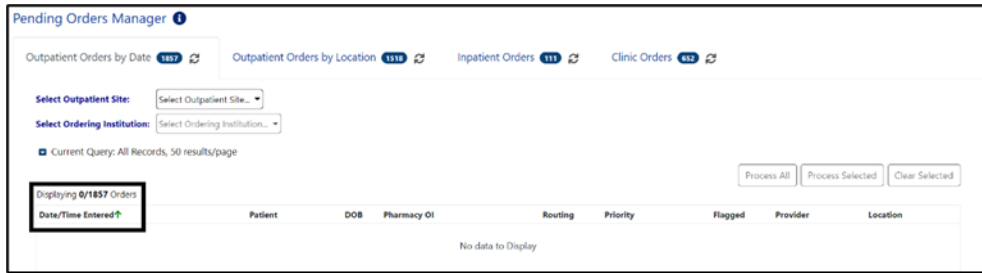 Pending Orders Manager i
Outpatient Orders by Date 1857 Outpatient Orders by Location 1518 Inpatient Orders 111 Clinic Orders 652
Select Outpatient Site: Select Outpatient Site...
Select Ordering Institution: Select Ordering Institution...
Current Query: All Records, 50 results/page
Process All Process Selected Clear Selected
Displaying 0/1857 Orders
Date/Time Entered↑ Patient DOB Pharmacy OI Routing Priority Flagged Provider Location
No data to Display